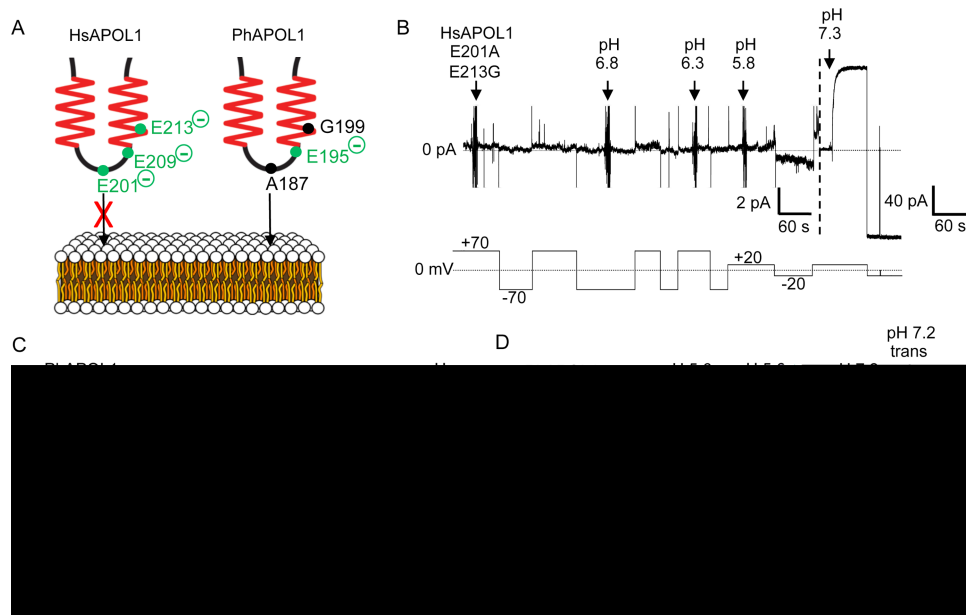 A
HsAPOL1
PhAPOL1
E213⊖
E209⊖
E201⊖
X
G199
E195⊖
A187
B
HsAPOL1
E201A
E213G
pH
6.8
pH
6.3
pH
5.8
pH
7.3
0 pA
2 pA
60 s
40 pA
60 s
+70
0 mV
-70
+20
-20
C
D
pH 7.2
trans